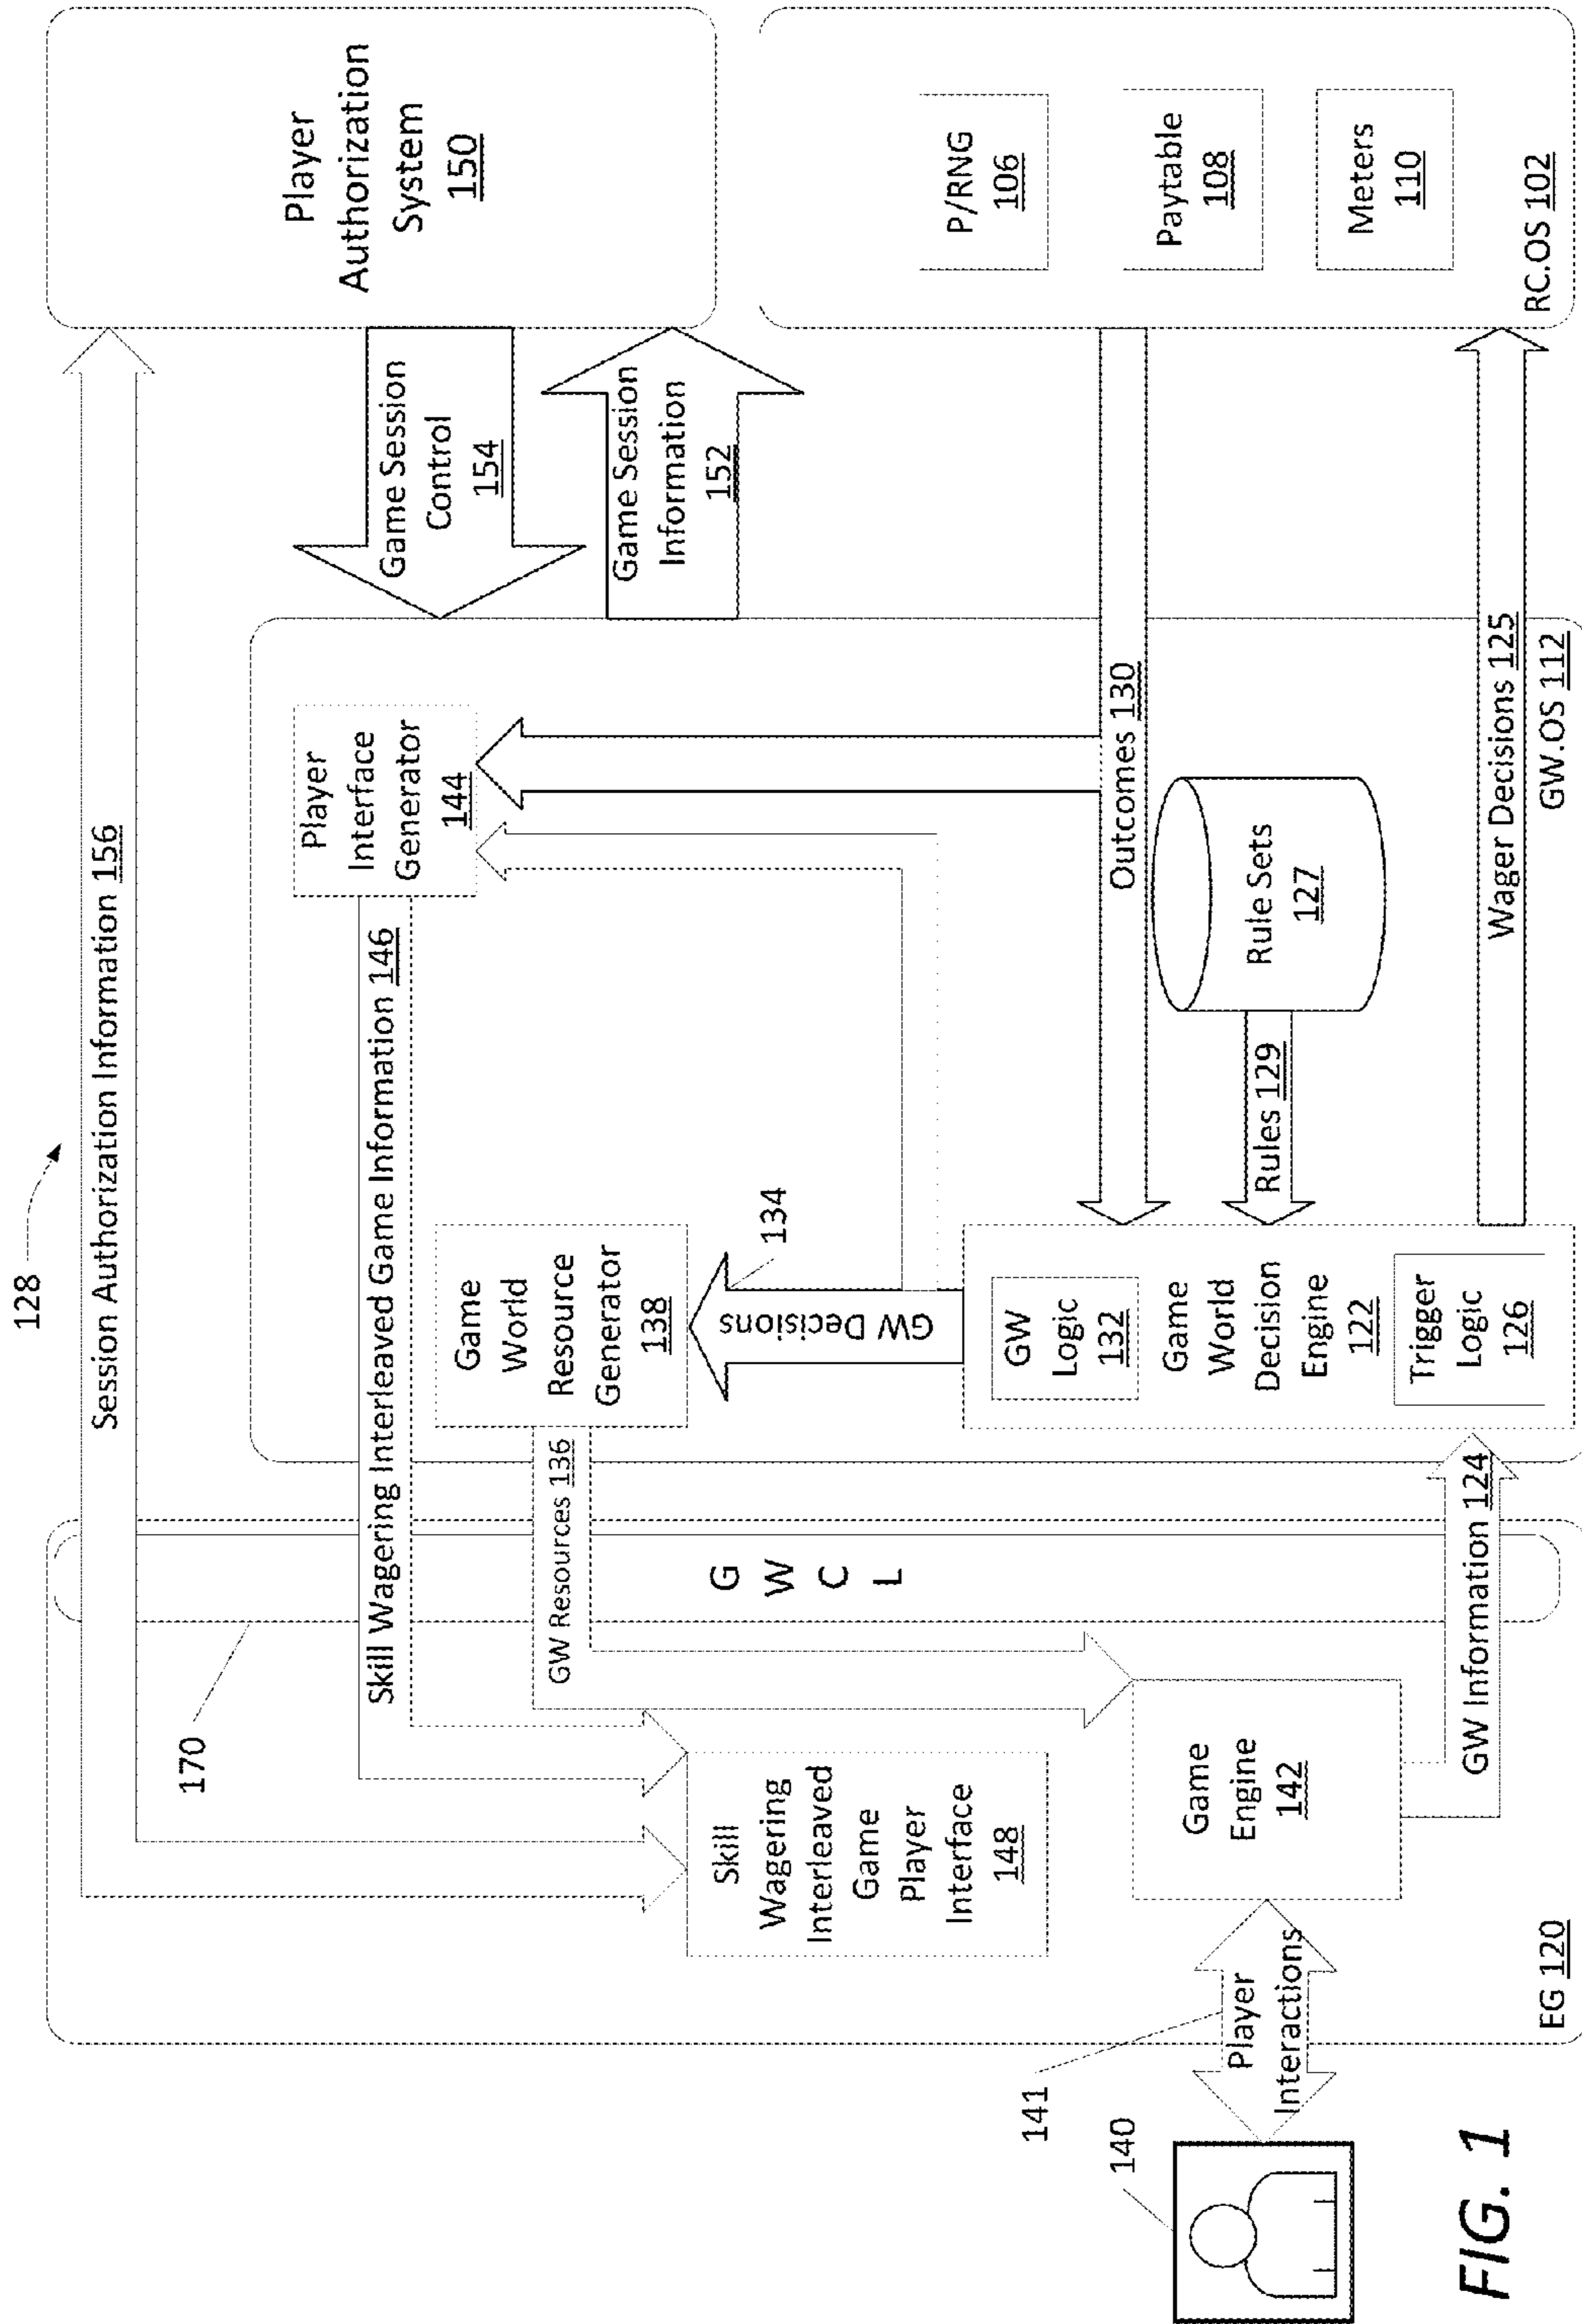 128
Session Authorization Information 156
Player
Authorization
System
150
170
Skill Wagering Interleaved Game Information 146
Player
Interface
Generator
144
Game Session
Control
154
Game Session
Information
152
GW Resources 136
Game
World
Resource
Generator
138
134
GW Decisions
G
W
C
L
Skill
Wagering
Interleaved
Game
Player
Interface
148
P/RNG
106
Paytable
108
Meters
110
RC.OS 102
Outcomes 130
Rule Sets
127
Rules 129
GW
Logic
132
Game
World
Decision
Engine
122
Trigger
Logic
126
Wager Decisions 125
GW.OS 112
Game
Engine
142
GW Information 124
141
Player
Interactions
140
EG 120
FIG. 1